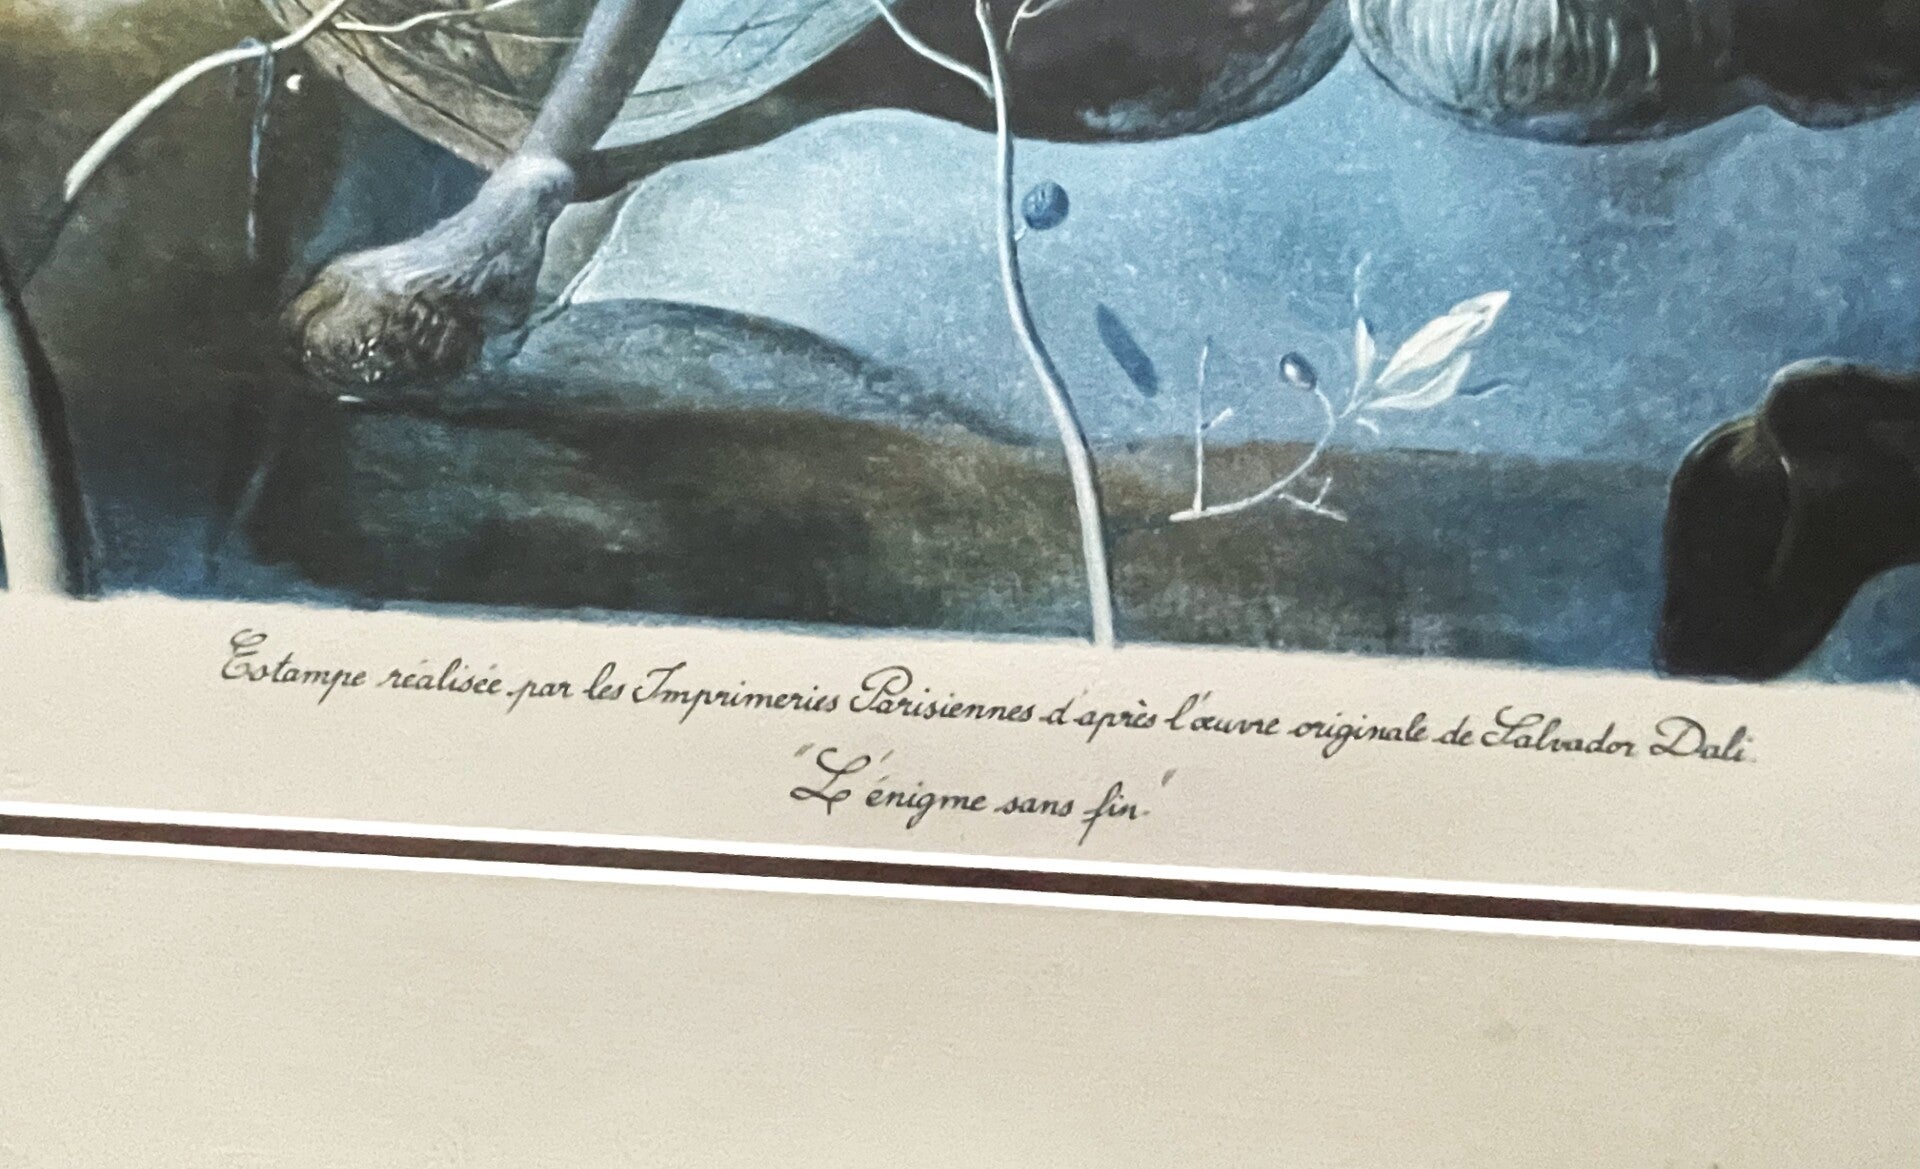 Estampe réalisée par les Imprimeries Parisiennes d'après l'œuvre originale de Salvador Dali.
"L'énigme sans fin."